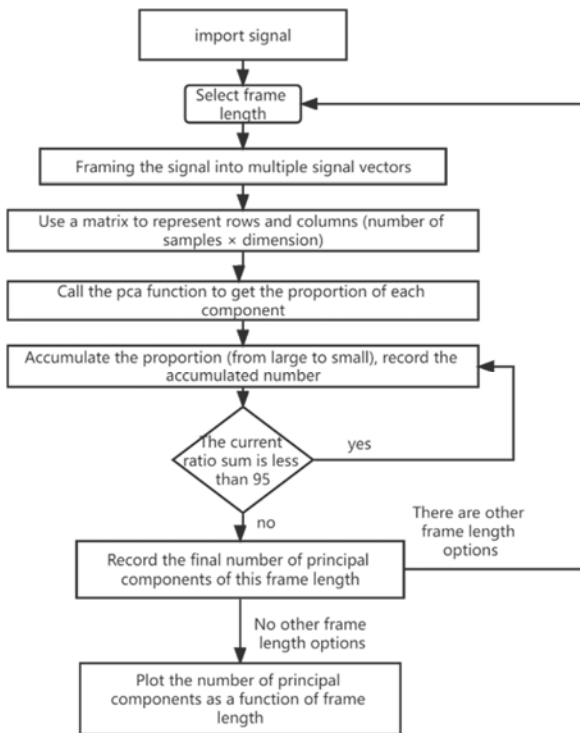 import signal
Select frame
length
Framing the signal into multiple signal vectors
Use a matrix to represent rows and columns (number of
samples × dimension)
Call the pca function to get the proportion of each
component
Accumulate the proportion (from large to small), record the
accumulated number
The current
ratio sum is less
than 95
yes
no
There are other
frame length
options
Record the final number of principal
components of this frame length
No other frame
length options
Plot the number of principal
components as a function of frame
length